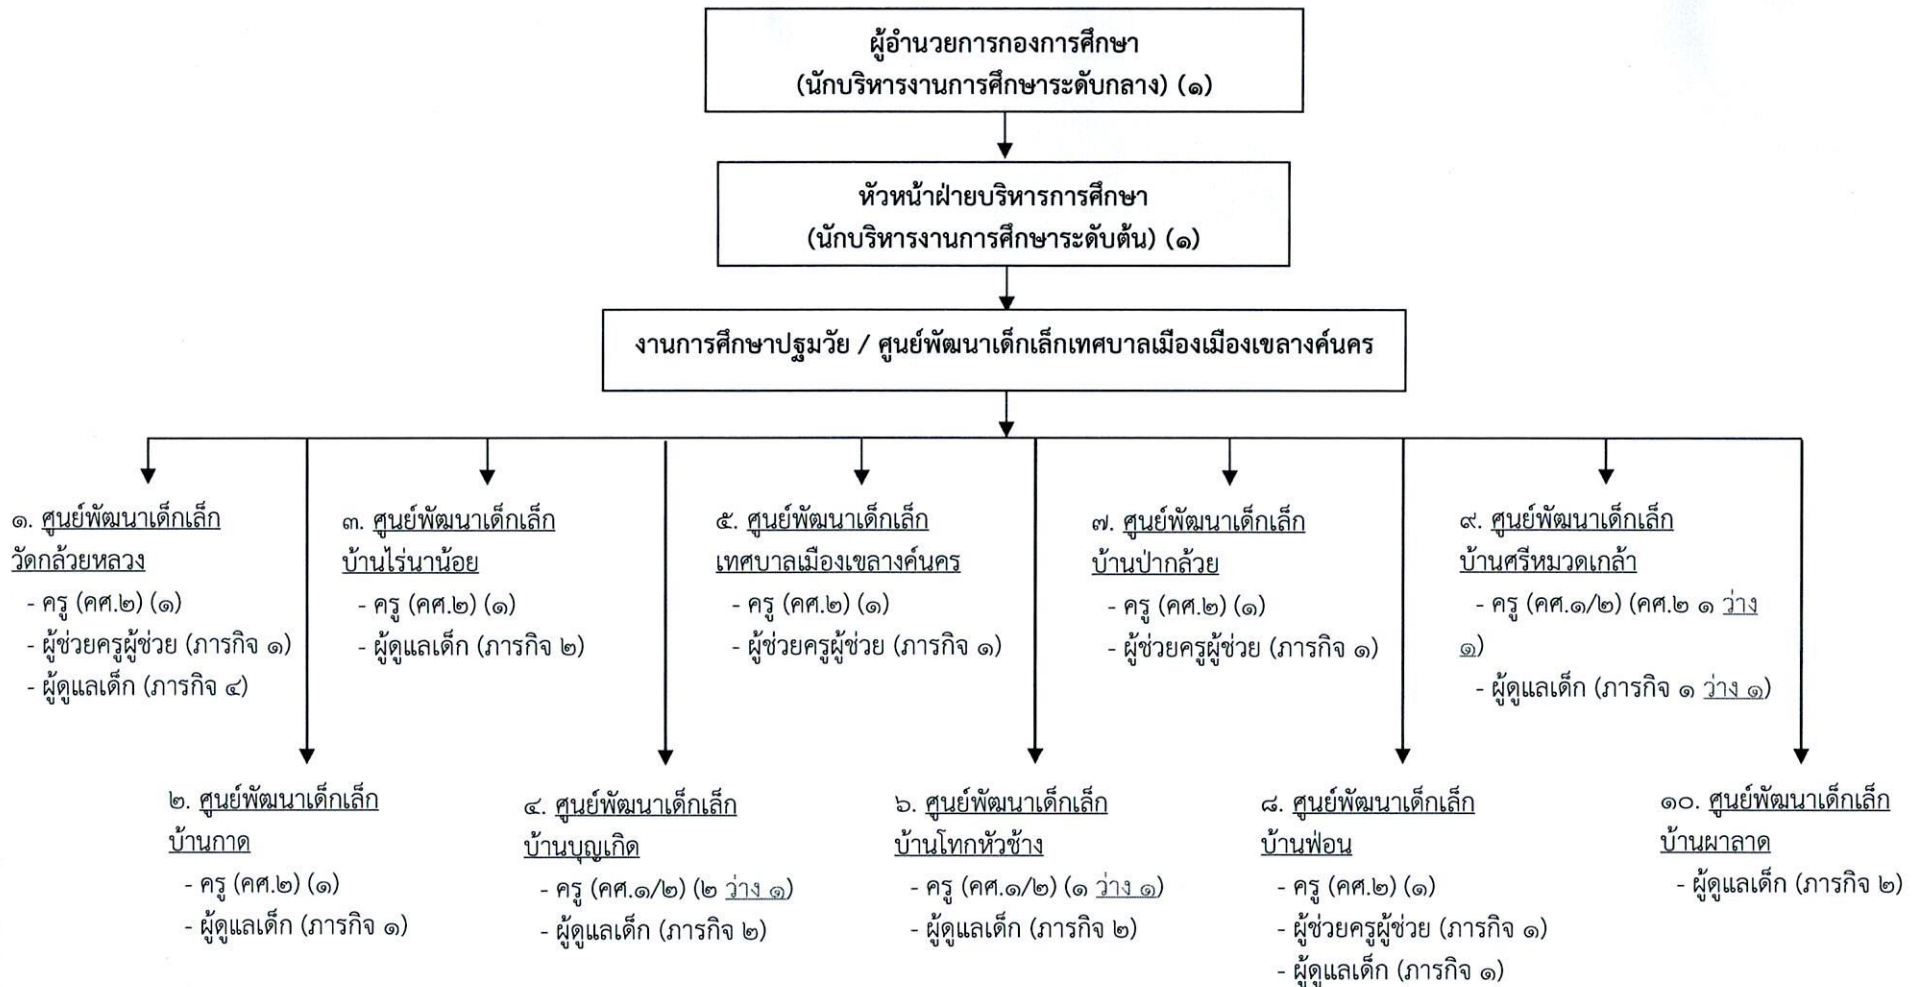 ผู้อำนวยการกองการศึกษา
(นักบริหารงานการศึกษาระดับกลาง) (๑)
หัวหน้าฝ่ายบริหารการศึกษา
(นักบริหารงานการศึกษาระดับต้น) (๑)
งานการศึกษาปฐมวัย / ศูนย์พัฒนาเด็กเล็กเทศบาลเมืองเมืองเขลางค์นคร
๑. ศูนย์พัฒนาเด็กเล็ก
วัดกล้วยหลวง
- ครู (คศ.๒) (๑)
- ผู้ช่วยครูผู้ช่วย (ภารกิจ ๑)
- ผู้ดูแลเด็ก (ภารกิจ ๔)
๒. ศูนย์พัฒนาเด็กเล็ก
บ้านกาด
- ครู (คศ.๒) (๑)
- ผู้ดูแลเด็ก (ภารกิจ ๑)
๓. ศูนย์พัฒนาเด็กเล็ก
บ้านไร่นาน้อย
- ครู (คศ.๒) (๑)
- ผู้ดูแลเด็ก (ภารกิจ ๒)
๔. ศูนย์พัฒนาเด็กเล็ก
บ้านบุญเกิด
- ครู (คศ.๑/๒) (๒ ว่าง ๑)
- ผู้ดูแลเด็ก (ภารกิจ ๒)
๕. ศูนย์พัฒนาเด็กเล็ก
เทศบาลเมืองเขลางค์นคร
- ครู (คศ.๒) (๑)
- ผู้ช่วยครูผู้ช่วย (ภารกิจ ๑)
๖. ศูนย์พัฒนาเด็กเล็ก
บ้านโทกหัวช้าง
- ครู (คศ.๑/๒) (๑ ว่าง ๑)
- ผู้ดูแลเด็ก (ภารกิจ ๒)
๗. ศูนย์พัฒนาเด็กเล็ก
บ้านป่ากล้วย
- ครู (คศ.๒) (๑)
- ผู้ช่วยครูผู้ช่วย (ภารกิจ ๑)
๘. ศูนย์พัฒนาเด็กเล็ก
บ้านฟ่อน
- ครู (คศ.๒) (๑)
- ผู้ช่วยครูผู้ช่วย (ภารกิจ ๑)
- ผู้ดูแลเด็ก (ภารกิจ ๑)
๙. ศูนย์พัฒนาเด็กเล็ก
บ้านศรีหมวดเกล้า
- ครู (คศ.๑/๒) (คศ.๒ ๑ ว่าง
๑)
- ผู้ดูแลเด็ก (ภารกิจ ๑ ว่าง ๑)
๑๐. ศูนย์พัฒนาเด็กเล็ก
บ้านผาลาด
- ผู้ดูแลเด็ก (ภารกิจ ๒)